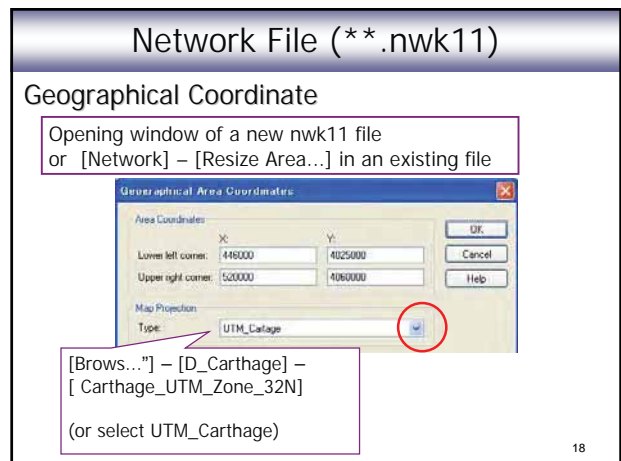 Network File (**.nwk11)
Geographical Coordinate
Opening window of a new nwk11 file
or [Network] – [Resize Area...] in an existing file
Geographical Area Coordinates
Area Coordinates
X: Y:
Lower left corner: 446000 4025000
Upper right corner: 520000 4060000
OK
Cancel
Help
Map Projection
Type: UTM_Cartage
[Brows..."] – [D_Carthage] –
[ Carthage_UTM_Zone_32N]
(or select UTM_Carthage)
18